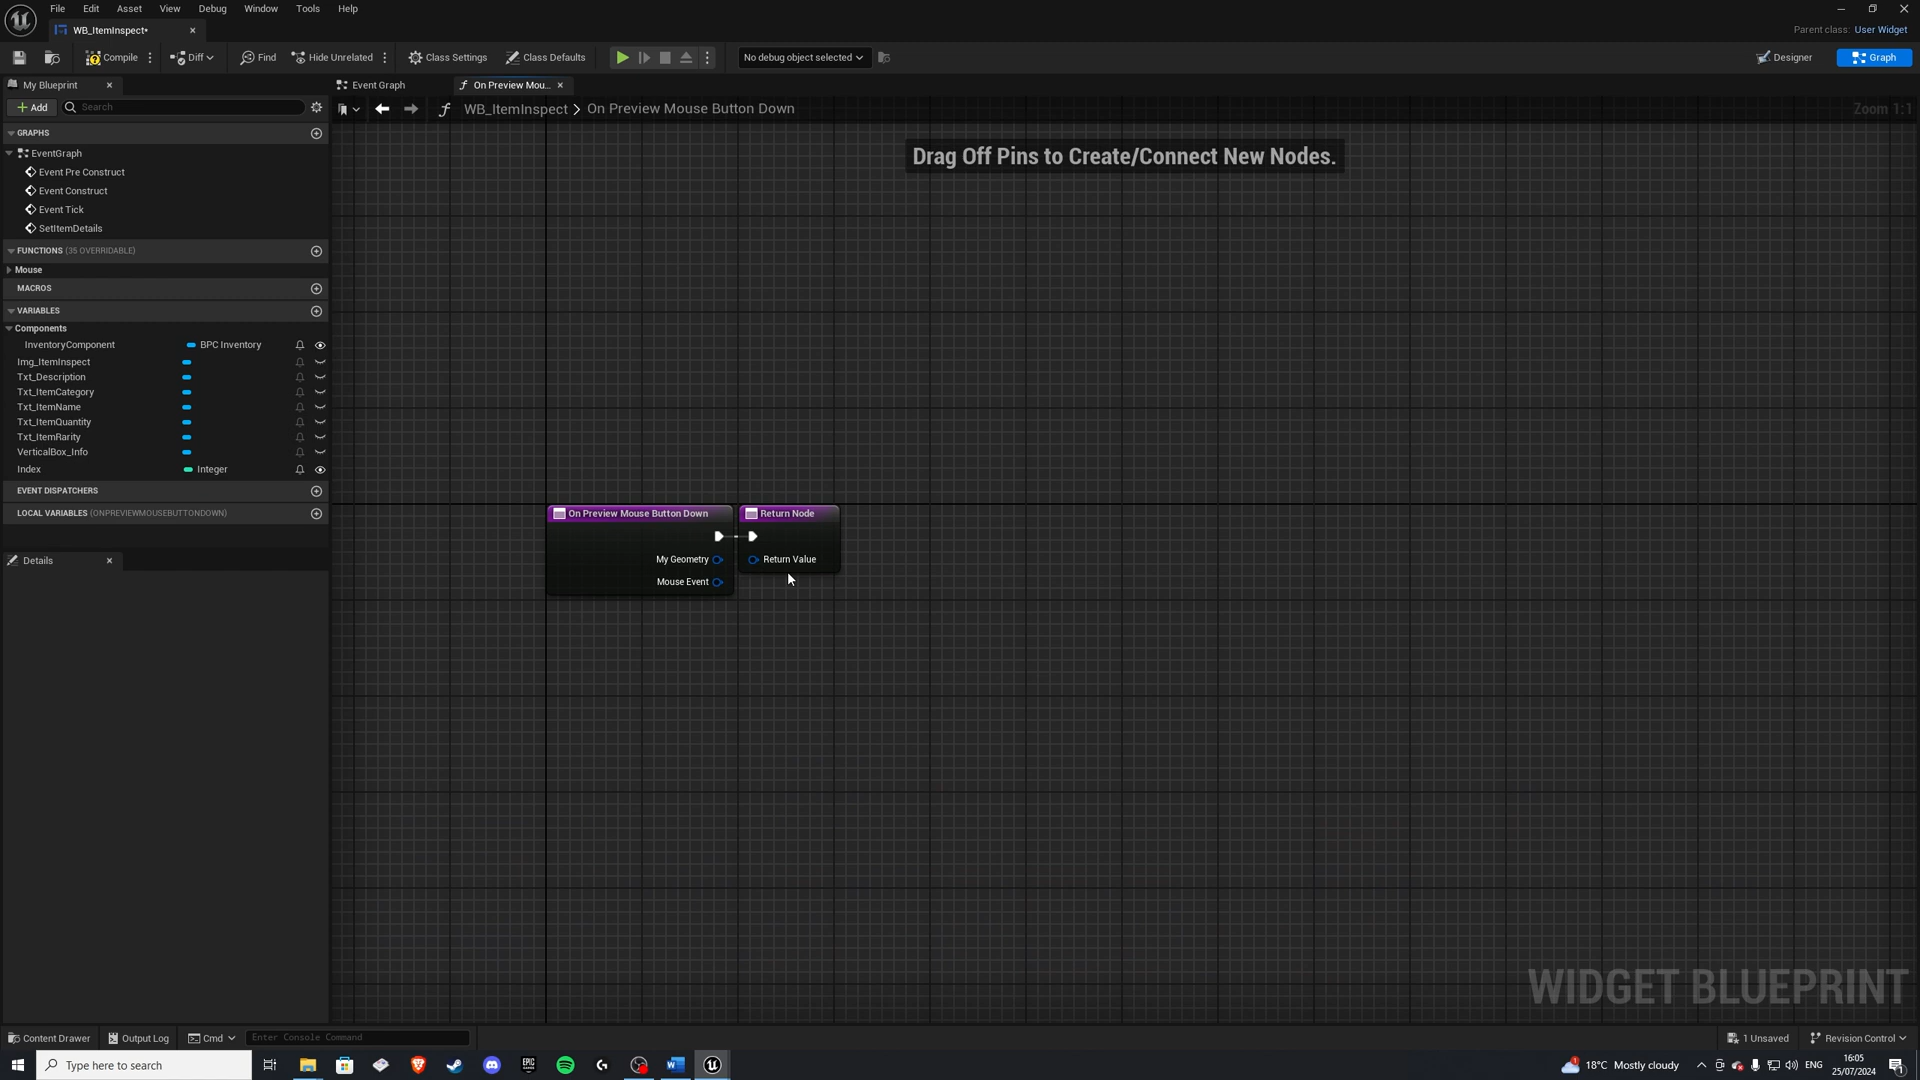 File Edit Asset View Debug Window Tools Help
WB_ItemInspect•
Parent class: User Widget
Compile Diff Find Hide Unrelated Class Settings Class Defaults No debug object selected Designer Graph
My Blueprint Event Graph On Preview Mou...
Add Search WB_ItemInspect > On Preview Mouse Button Down Zoom 1:1
GRAPHS
Drag Off Pins to Create/Connect New Nodes.
EventGraph
Event Pre Construct
Event Construct
Event Tick
SetItemDetails
FUNCTIONS (35 OVERRIDABLE)
Mouse
MACROS
VARIABLES
Components
InventoryComponent BPC Inventory
Img_ItemInspect
Txt_Description
Txt_ItemCategory
Txt_ItemName
Txt_ItemQuantity
Txt_ItemRarity
VerticalBox_Info
Index Integer
EVENT DISPATCHERS
LOCAL VARIABLES (ONPREVIEWMOUSEBUTTONDOWN)
Details
On Preview Mouse Button Down Return Node
My Geometry Return Value
Mouse Event
WIDGET BLUEPRINT
Content Drawer Output Log Cmd Enter Console Command 1 Unsaved Revision Control
Type here to search
18°C Mostly cloudy ENG
16:05
25/07/2024